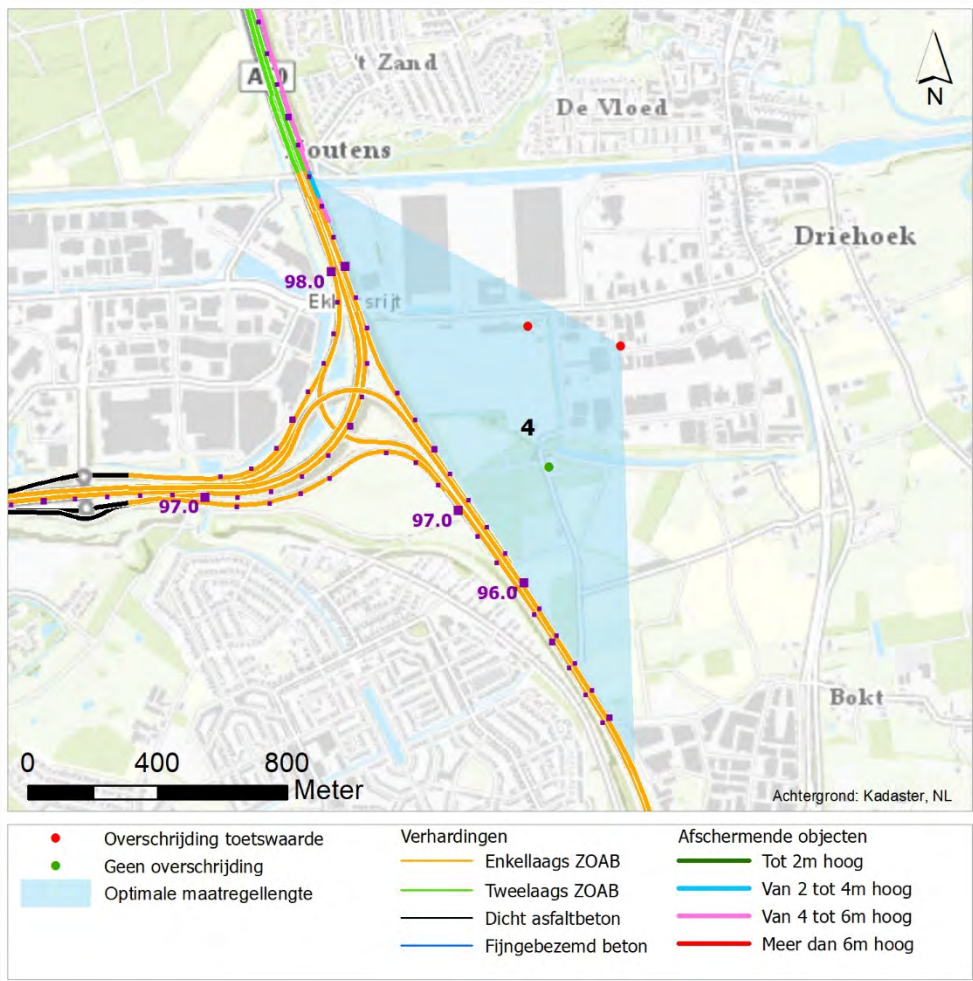 't Zand
De Vloed
N
Driehoek
98.0
4
97.0
97.0
96.0
Bokt
0 400 800
Meter
Achtergrond: Kadaster, NL
Overschrijding toetswaarde
Geen overschrijding
Optimale maatregellengte
Verhardingen
Enkellaags ZOAB
Tweelaags ZOAB
Dicht asfaltbeton
Fijngebezemd beton
Afschermende objecten
Tot 2m hoog
Van 2 tot 4m hoog
Van 4 tot 6m hoog
Meer dan 6m hoog